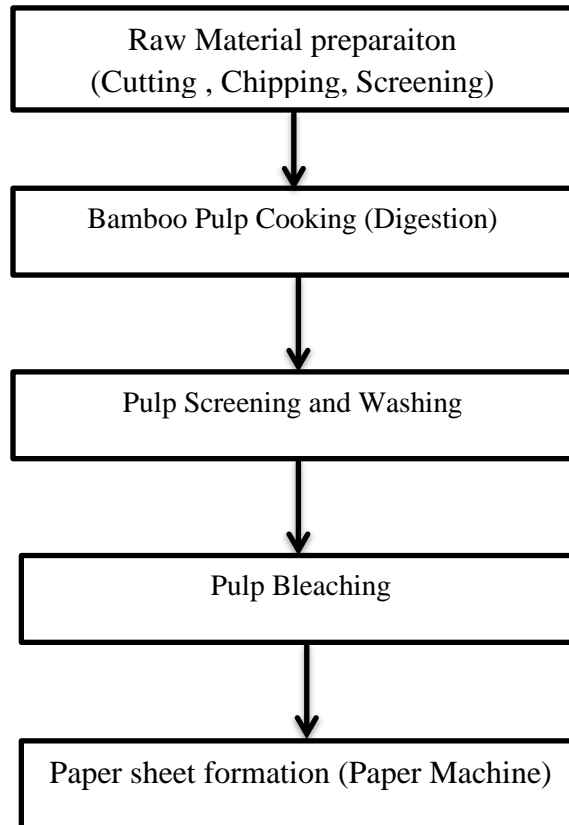 Raw Material preparaiton
(Cutting , Chipping, Screening)
Bamboo Pulp Cooking (Digestion)
Pulp Screening and Washing
Pulp Bleaching
Paper sheet formation (Paper Machine)